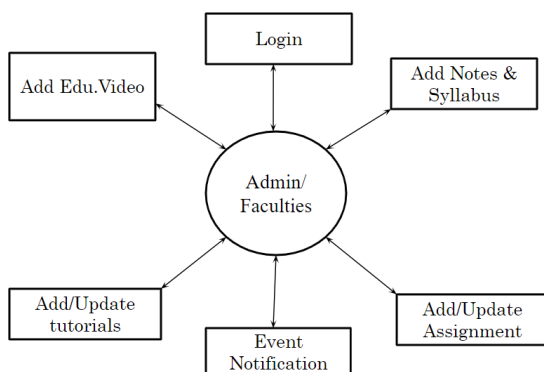 Login
Add Edu.Video
Add Notes &
Syllabus
Admin/
Faculties
Add/Update
tutorials
Event
Notification
Add/Update
Assignment